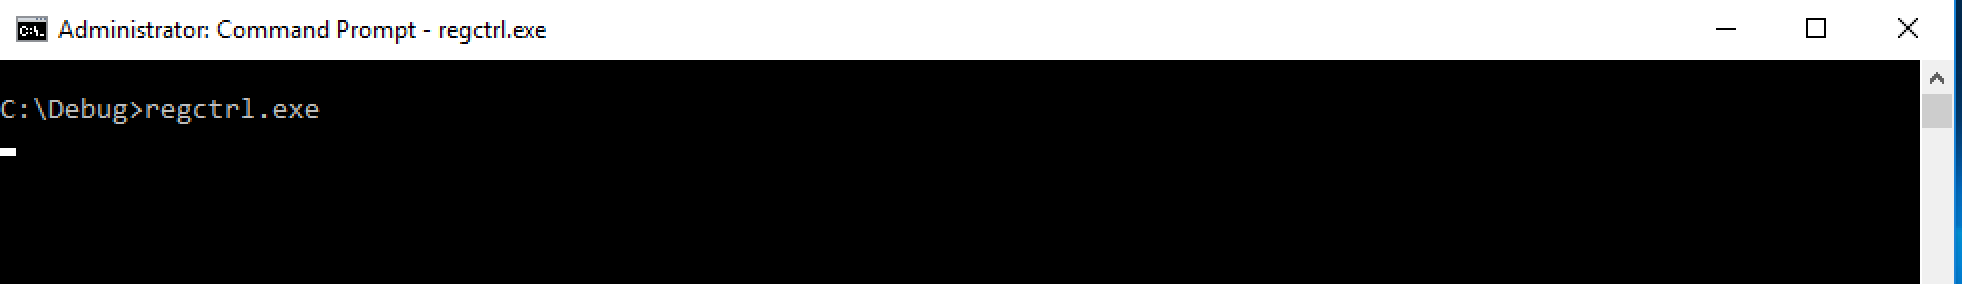 Administrator: Command Prompt - regctrl.exe
C:\Debug>regctrl.exe